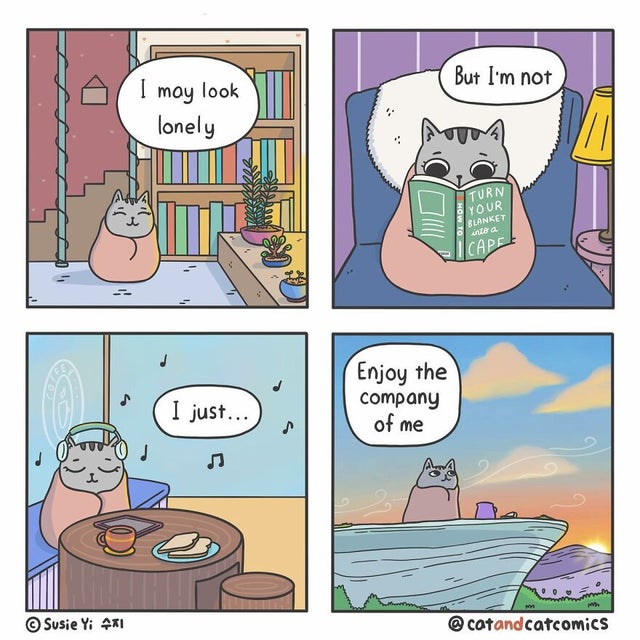 I may look
lonely
But I'm not
HOW TO
TURN
YOUR
BLANKET
into a
CAPE
COFFEE
I just...
Enjoy the
company
of me
© Susie Yi 수지
@catandcatcomics